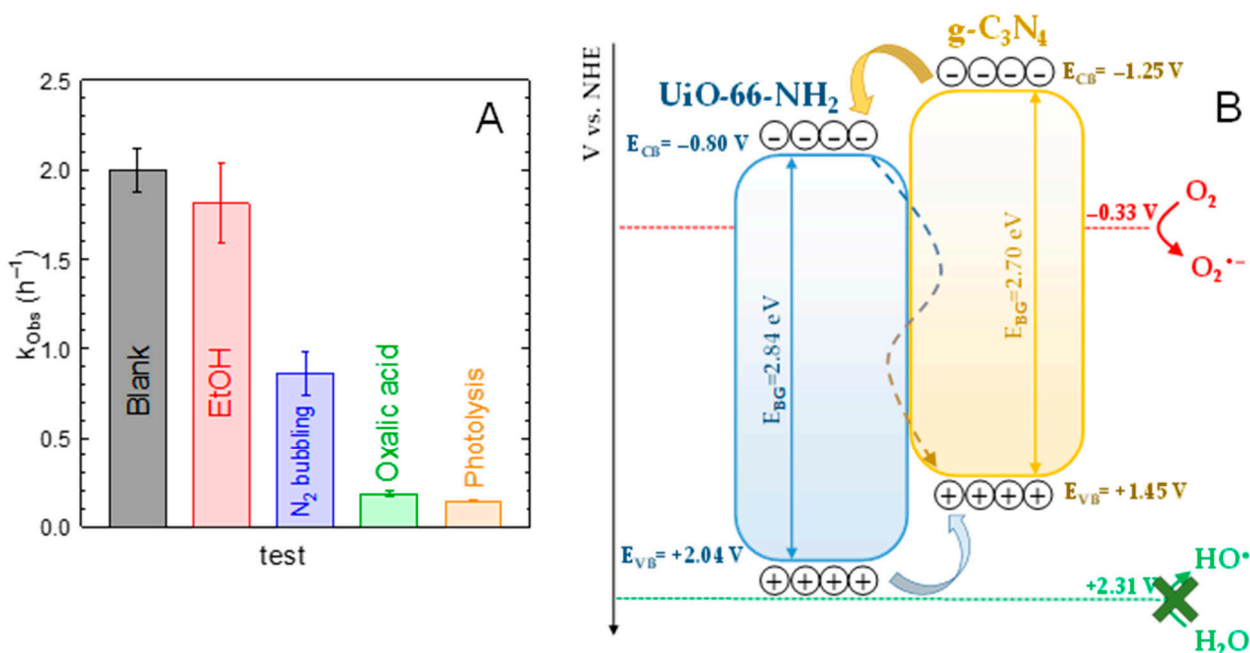 A
2.5
2.0
1.5
1.0
0.5
0.0
k_Obs (h⁻¹)
Blank
EtOH
N₂ bubbling
Oxalic acid
Photolysis
test
B
V vs. NHE
g-C₃N₄
E_CB= −1.25 V
UiO-66-NH₂
E_CB= −0.80 V
−0.33 V
O₂
O₂•−
E_BG=2.84 eV
E_BG=2.70 eV
E_VB= +1.45 V
E_VB= +2.04 V
+2.31 V
HO•
H₂O
− − − −
− − − −
+ + + +
+ + + +